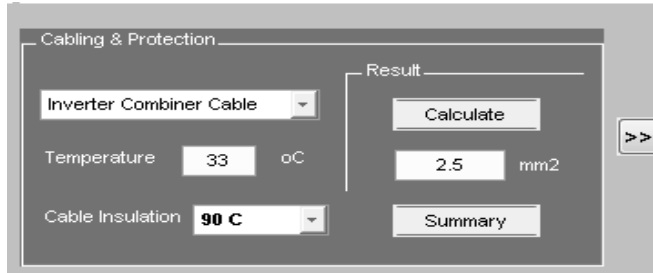 Cabling & Protection
Result
Inverter Combiner Cable
Calculate
>>
Temperature 33 oC
2.5 mm2
Cable Insulation 90 C
Summary